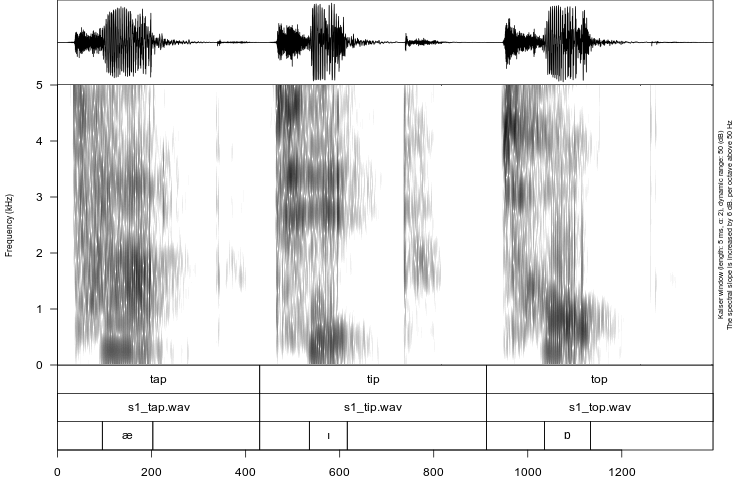 5
4
3
2
1
0
Frequency (kHz)
Kaiser window (length: 5 ms, α: 2), dynamic range: 50 (dB)
The spectral slope is increased by 6 dB. per octave above 50 Hz
tap tip top
s1_tap.wav s1_tip.wav s1_top.wav
æ ɪ ɒ
0 200 400 600 800 1000 1200